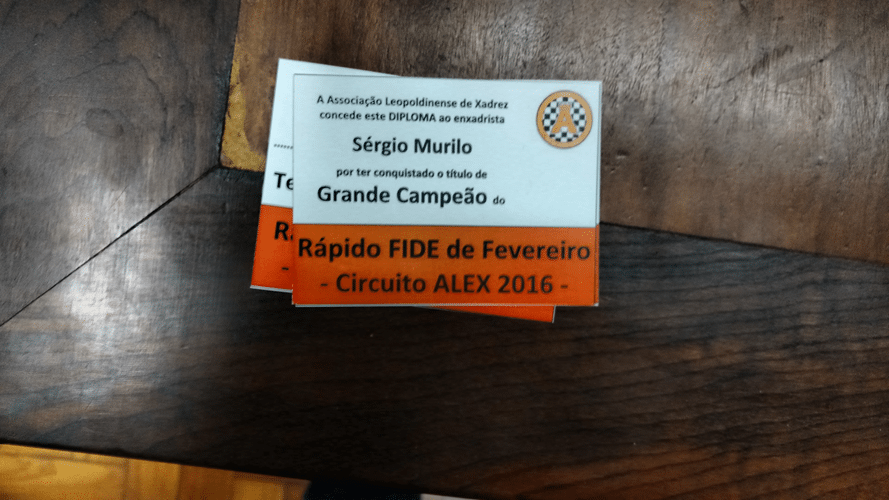 A Associação Leopoldinense de Xadrez
concede este DIPLOMA ao enxadrista
Sérgio Murilo
por ter conquistado o título de
Grande Campeão do
Rápido FIDE de Fevereiro
- Circuito ALEX 2016 -
A